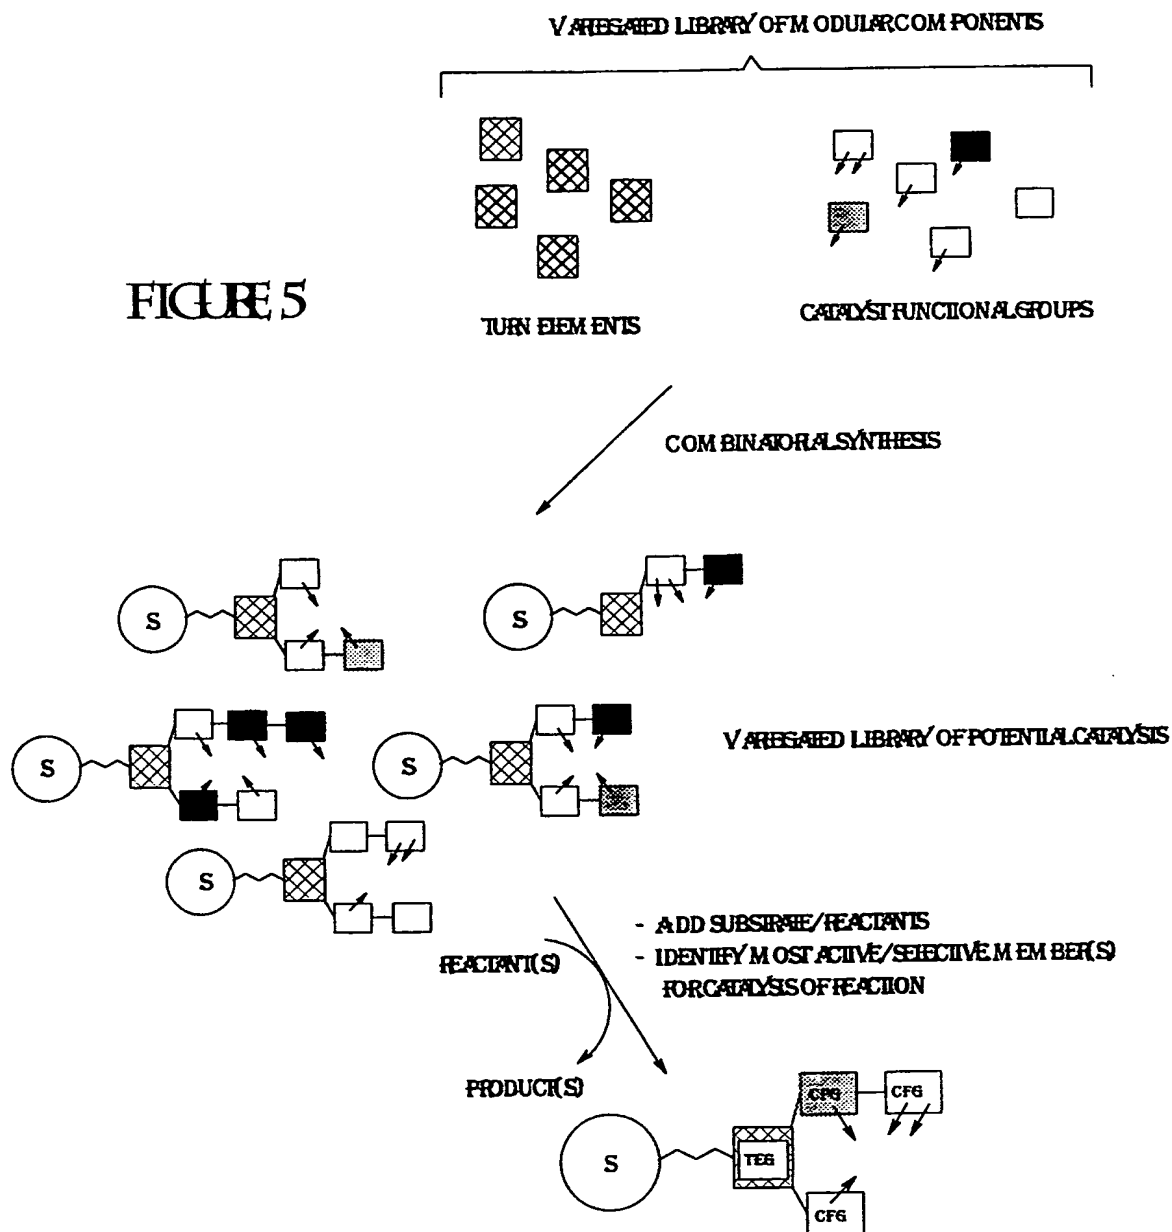 VARIEGATED LIBRARY OF MODULAR COMPONENTS
FIGURE 5
TURN ELEMENTS
CATALYST FUNCTIONAL GROUPS
COMBINATORIAL SYNTHESIS
S
S
S
S
VARIEGATED LIBRARY OF POTENTIAL CATALYSIS
S
- ADD SUBSTRATE/REACTANTS
- IDENTIFY MOST ACTIVE/SELECTIVE MEMBER(S)
FOR CATALYSIS OF REACTION
REACTANT(S)
PRODUCT(S)
CFG
CFG
S
TEG
CFG